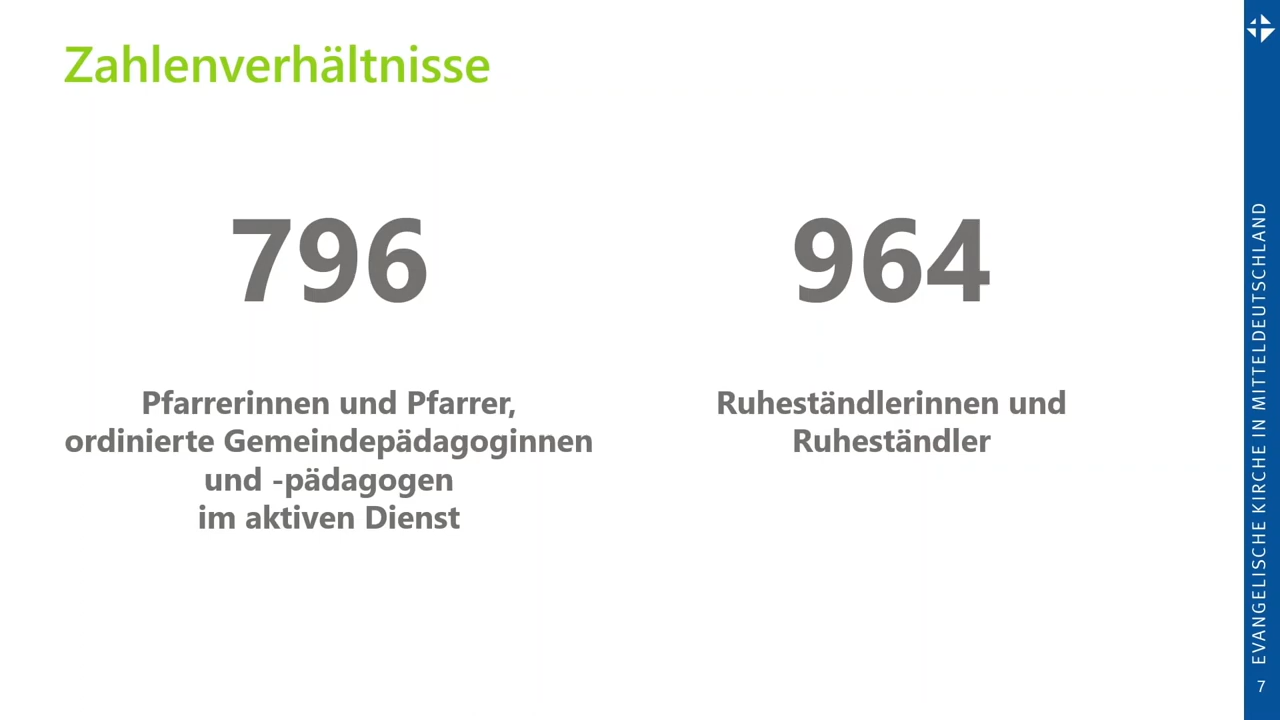 Zahlenverhältnisse
796
Pfarrerinnen und Pfarrer,
ordinierte Gemeindepädagoginnen
und -pädagogen
im aktiven Dienst
964
Ruheständlerinnen und
Ruheständler
EVANGELISCHE KIRCHE IN MITTELDEUTSCHLAND
7